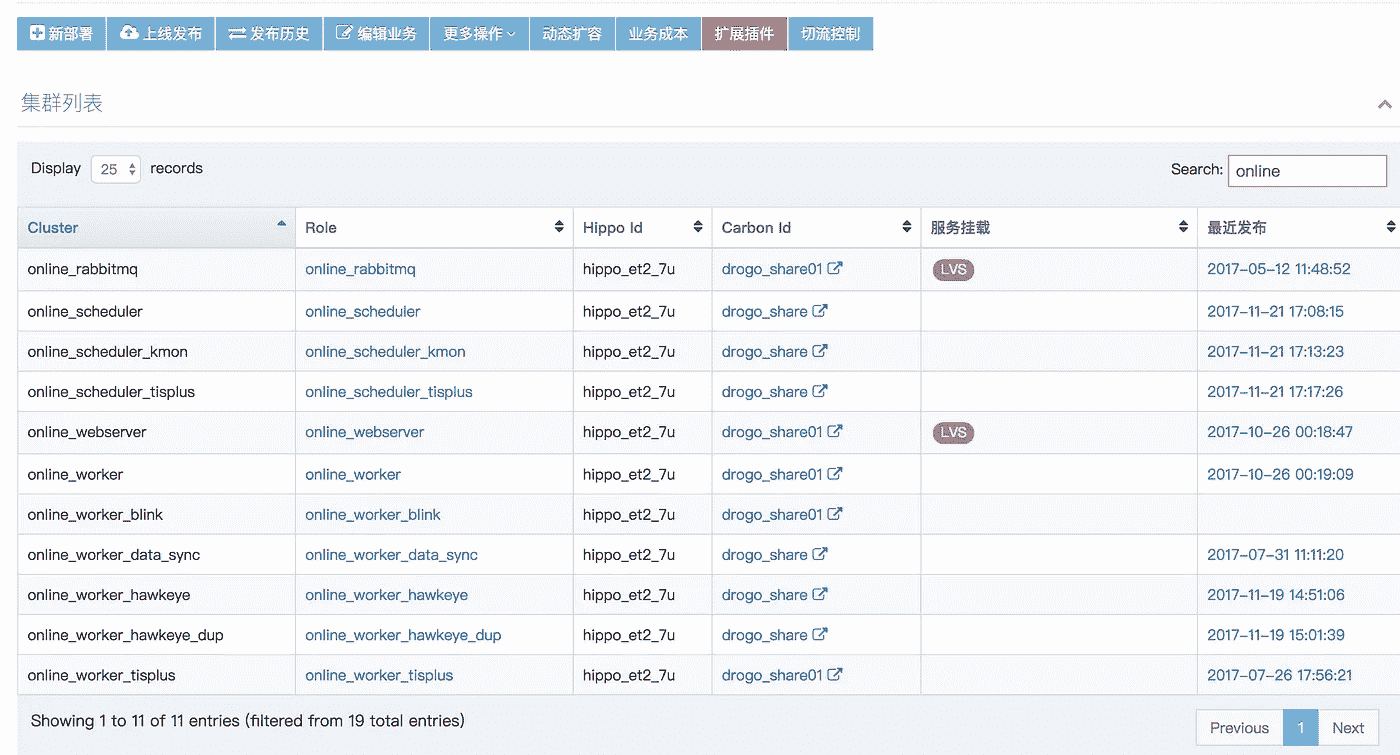 新部署 上线发布 发布历史 编辑业务 更多操作 动态扩容 业务成本 扩展插件 切流控制
集群列表
Display 25 records Search: online
Cluster Role Hippo Id Carbon Id 服务挂载 最近发布
online_rabbitmq online_rabbitmq hippo_et2_7u drogo_share01 LVS 2017-05-12 11:48:52
online_scheduler online_scheduler hippo_et2_7u drogo_share 2017-11-21 17:08:15
online_scheduler_kmon online_scheduler_kmon hippo_et2_7u drogo_share 2017-11-21 17:13:23
online_scheduler_tisplus online_scheduler_tisplus hippo_et2_7u drogo_share 2017-11-21 17:17:26
online_webserver online_webserver hippo_et2_7u drogo_share01 LVS 2017-10-26 00:18:47
online_worker online_worker hippo_et2_7u drogo_share01 2017-10-26 00:19:09
online_worker_blink online_worker_blink hippo_et2_7u drogo_share01
online_worker_data_sync online_worker_data_sync hippo_et2_7u drogo_share 2017-07-31 11:11:20
online_worker_hawkeye online_worker_hawkeye hippo_et2_7u drogo_share 2017-11-19 14:51:06
online_worker_hawkeye_dup online_worker_hawkeye_dup hippo_et2_7u drogo_share 2017-11-19 15:01:39
online_worker_tisplus online_worker_tisplus hippo_et2_7u drogo_share01 2017-07-26 17:56:21
Showing 1 to 11 of 11 entries (filtered from 19 total entries)
Previous 1 Next